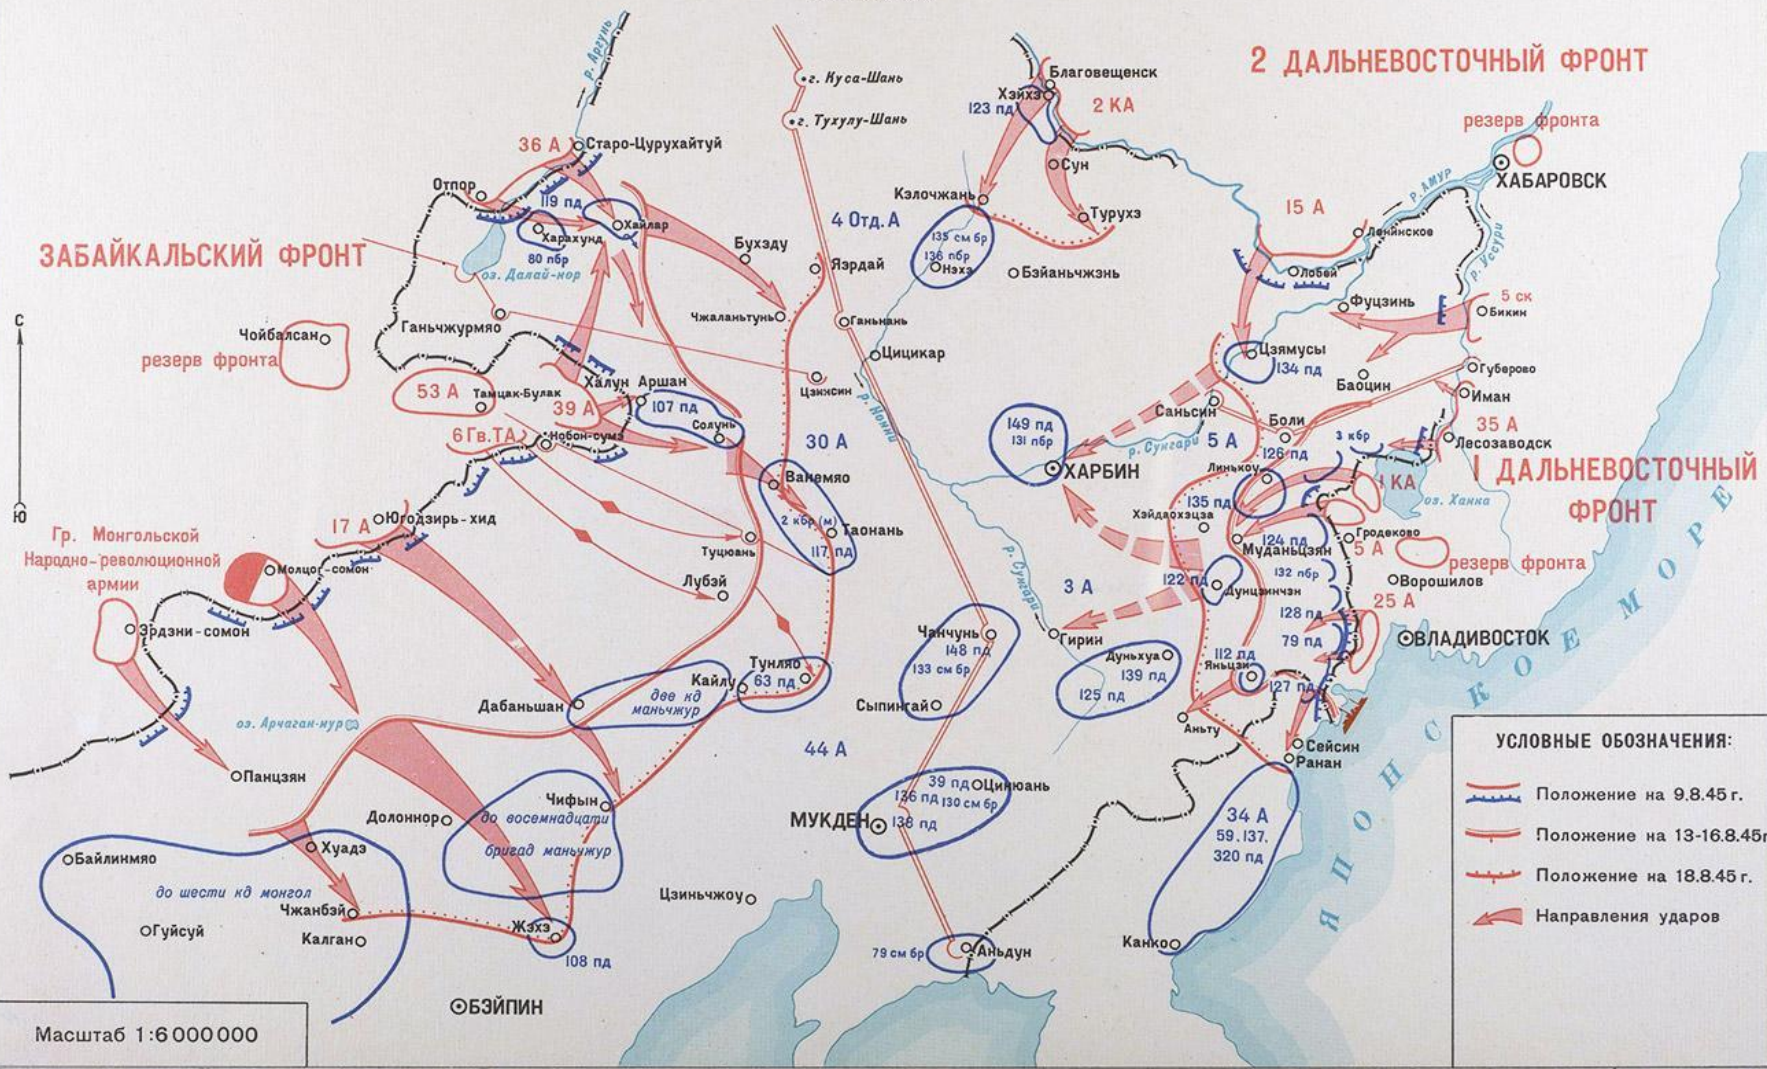 2 ДАЛЬНЕВОСТОЧНЫЙ ФРОНТ
резерв фронта
ХАБАРОВСК
р. АМУР
р. Уссури
15 А
Ленинское
Лобей
Фуцзинь
5 ск
Бикин
Цзямусы
134 пд
Баоцин
Губерово
Иман
35 А
Лесозаводск
Саньсин
Боли
5 А
126 пд
3 кбр
Линькоу
1 КА
оз. Ханка
1 ДАЛЬНЕВОСТОЧНЫЙ
ФРОНТ
135 пд
Хэйдаохэцзэ
124 пд
Муданьцзян
Гродеково
5 А
резерв фронта
132 пбр
Ворошилов
122 пд
Дунцзинчэн
128 пд
25 А
79 пд
ВЛАДИВОСТОК
112 пд
Яньцзи
127 пд
Аньту
Сейсин
Ранан
34 А
59. 137.
320 пд
Канко
ЯПОНСКОЕ МОРЕ
Благовещенск
Хэйхэ
123 пд
2 КА
Сун
Кэлочжань
Турухэ
135 см бр
136 пбр
Нэхэ
Бэйаньчжэнь
г. Куса-Шань
г. Тухулу-Шань
4 Отд. А
Яэрдай
Бухэду
Чжаланьтунь
Ганьнань
Цицикар
Цзинсин
р. Нонни
149 пд
131 пбр
ХАРБИН
р. Сунгари
р. Сунгари
3 А
Гирин
Чанчунь
148 пд
133 см бр
Сыпингай
Дуньхуа
139 пд
125 пд
р. Аргунь
36 А
Старо-Цурухайтуй
Отпор
119 пд
Хайлар
Харахунд
80 пбр
оз. Далай-нор
ЗАБАЙКАЛЬСКИЙ ФРОНТ
С
Ю
Чойбалсан
резерв фронта
Ганьчжурмяо
53 А
Тамцак-Булак
Халун Аршан
39 А
107 пд
Солунь
6 Гв.ТА
Нобон-сумэ
30 А
Ванемяо
2 кбр (м)
117 пд
Таонань
Туцюань
Лубэй
17 А
Югодзирь-хид
Гр. Монгольской
Народно-революционной
армии
Молцог-сомон
Эрдзни-сомон
Тунляо
63 пд
Кайлу
две кд
маньчжур
Дабаньшан
44 А
оз. Арчаган-нур
Панцзян
Долоннор
Чифын
до восемнадцати
бригад маньчжур
Хуадэ
Байлинмяо
до шести кд монгол
Чжанбэй
Гуйсуй
Калган
Жэхэ
108 пд
БЭЙПИН
Цзиньчжоу
МУКДЕН
39 пд
Цинюань
136 пд
130 см бр
138 пд
79 см бр
Аньдун
Масштаб 1:6 000 000
УСЛОВНЫЕ ОБОЗНАЧЕНИЯ:
Положение на 9.8.45 г.
Положение на 13-16.8.45г
Положение на 18.8.45 г.
Направления ударов